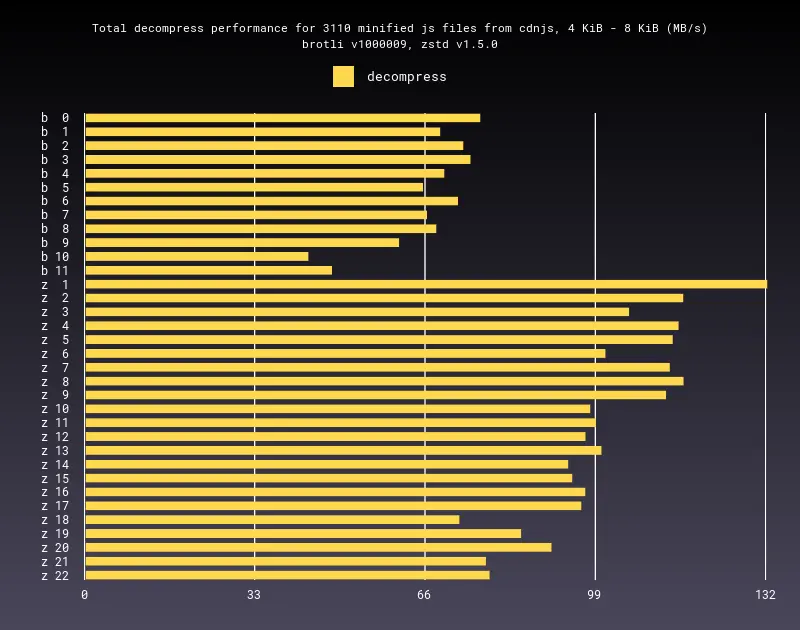 Total decompress performance for 3110 minified js files from cdnjs, 4 KiB - 8 KiB (MB/s)
brotli v1000009, zstd v1.5.0
decompress
b 0
b 1
b 2
b 3
b 4
b 5
b 6
b 7
b 8
b 9
b 10
b 11
z 1
z 2
z 3
z 4
z 5
z 6
z 7
z 8
z 9
z 10
z 11
z 12
z 13
z 14
z 15
z 16
z 17
z 18
z 19
z 20
z 21
z 22
0 33 66 99 132